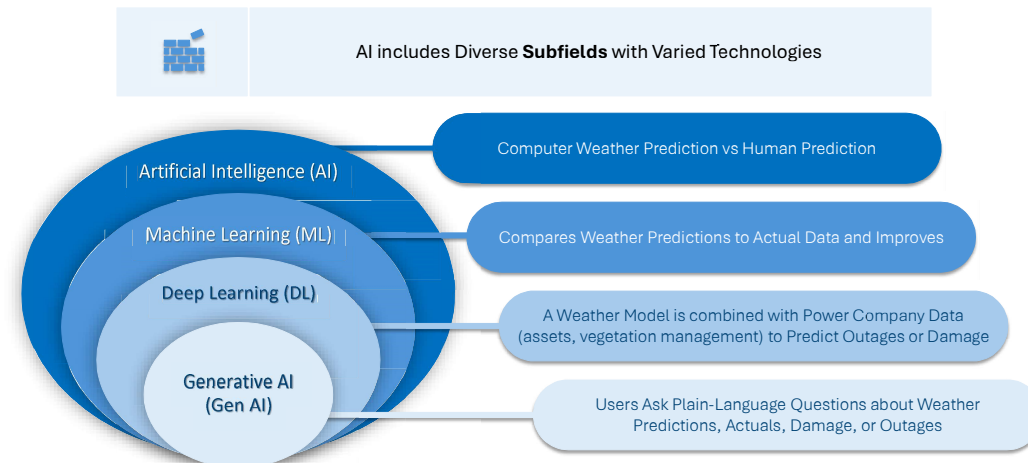 AI includes Diverse Subfields with Varied Technologies
Artificial Intelligence (AI)
Computer Weather Prediction vs Human Prediction
Machine Learning (ML)
Compares Weather Predictions to Actual Data and Improves
Deep Learning (DL)
A Weather Model is combined with Power Company Data
(assets, vegetation management) to Predict Outages or Damage
Generative AI
(Gen AI)
Users Ask Plain-Language Questions about Weather
Predictions, Actuals, Damage, or Outages